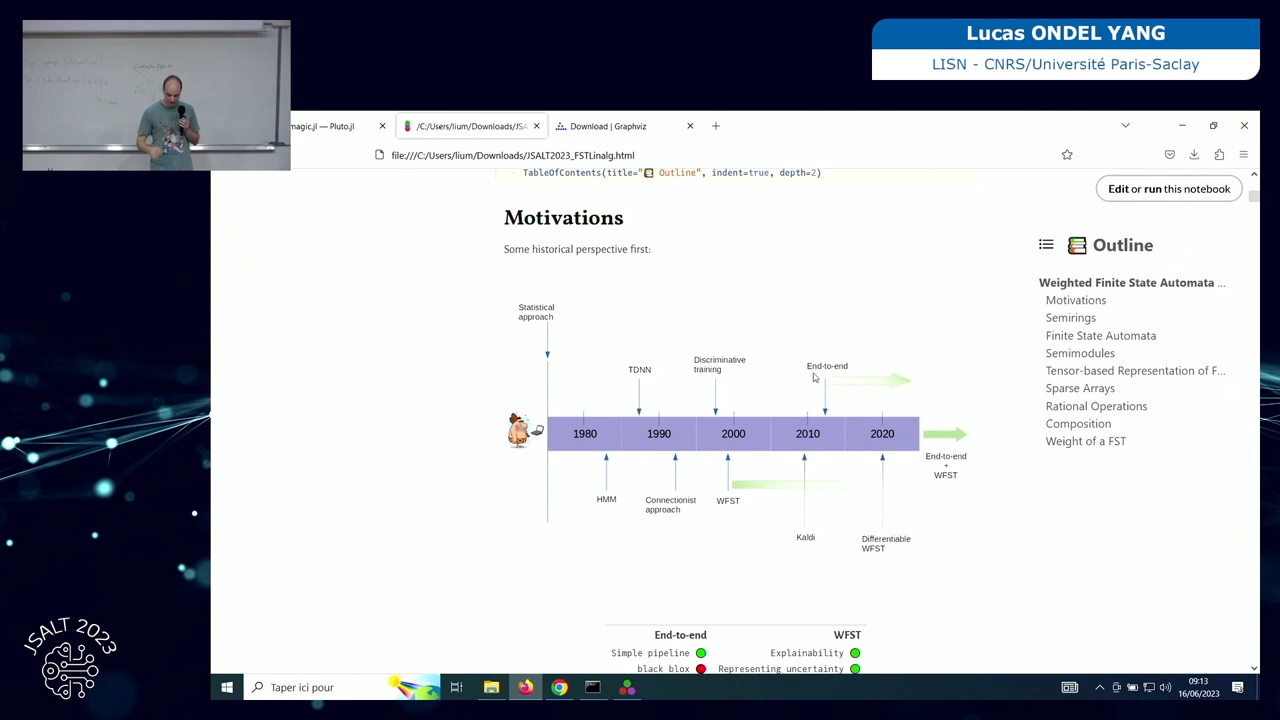 Lucas ONDEL YANG
LISN - CNRS/Université Paris-Saclay
magic.jl — Pluto.jl
/C:/Users/lium/Downloads/JSA
Download | Graphviz
file:///C:/Users/lium/Downloads/JSALT2023_FSTLinalg.html
TableOfContents(title="📚 Outline", indent=true, depth=2)
Edit or run this notebook
Motivations
Some historical perspective first:
Statistical
approach
TDNN
Discriminative
training
End-to-end
1980
1990
2000
2010
2020
HMM
Connectionist
approach
WFST
Kaldi
Differentiable
WFST
End-to-end
+
WFST
End-to-end WFST
Simple pipeline Explainability
black blox Representing uncertainty
Outline
Weighted Finite State Automata ...
Motivations
Semirings
Finite State Automata
Semimodules
Tensor-based Representation of F...
Sparse Arrays
Rational Operations
Composition
Weight of a FST
JSALT 2023
Taper ici pour
09:13
16/06/2023